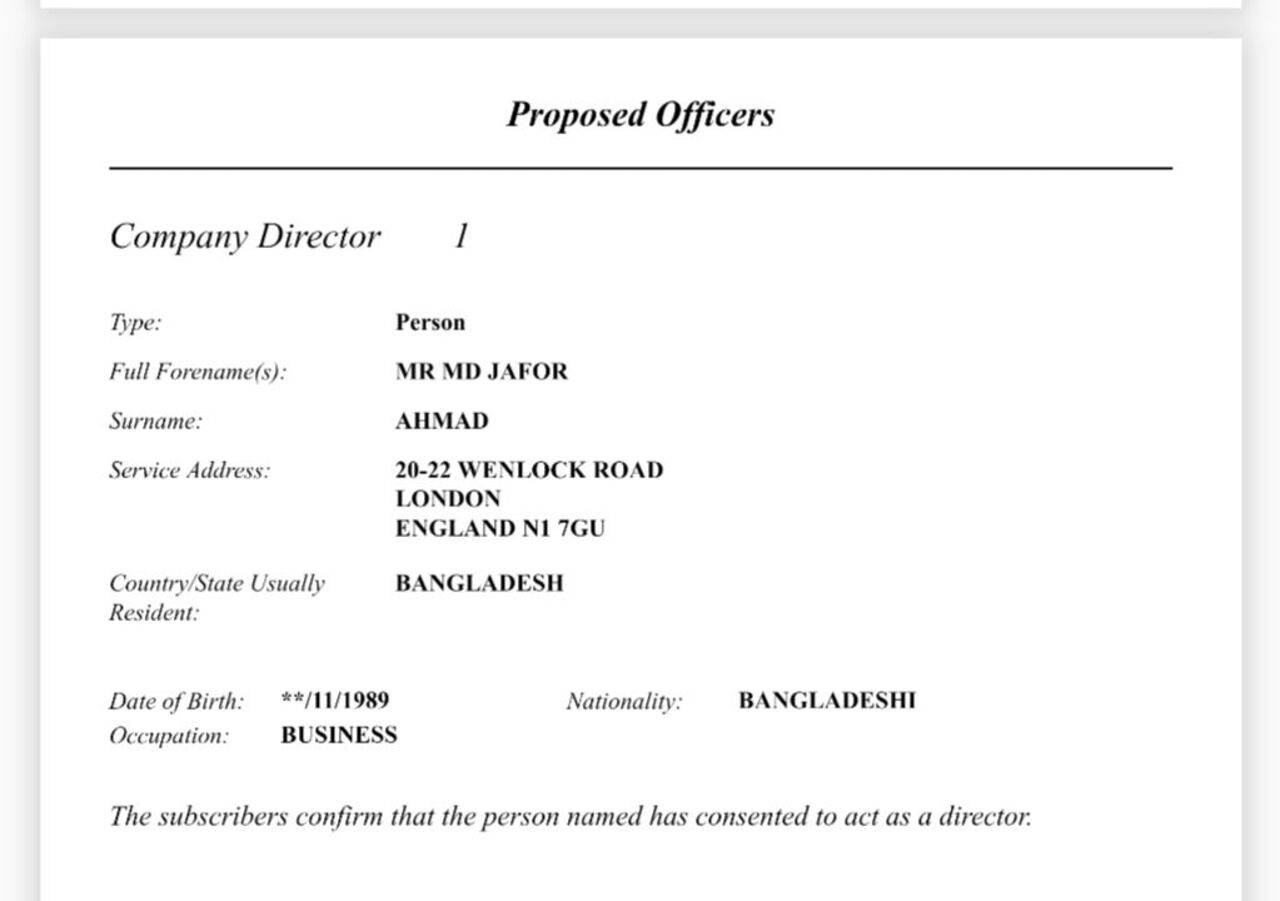 Proposed Officers
Company Director 1
Type: Person
Full Forename(s): MR MD JAFOR
Surname: AHMAD
Service Address: 20-22 WENLOCK ROAD
LONDON
ENGLAND N1 7GU
Country/State Usually BANGLADESH
Resident:
Date of Birth: **/11/1989 Nationality: BANGLADESHI
Occupation: BUSINESS
The subscribers confirm that the person named has consented to act as a director.